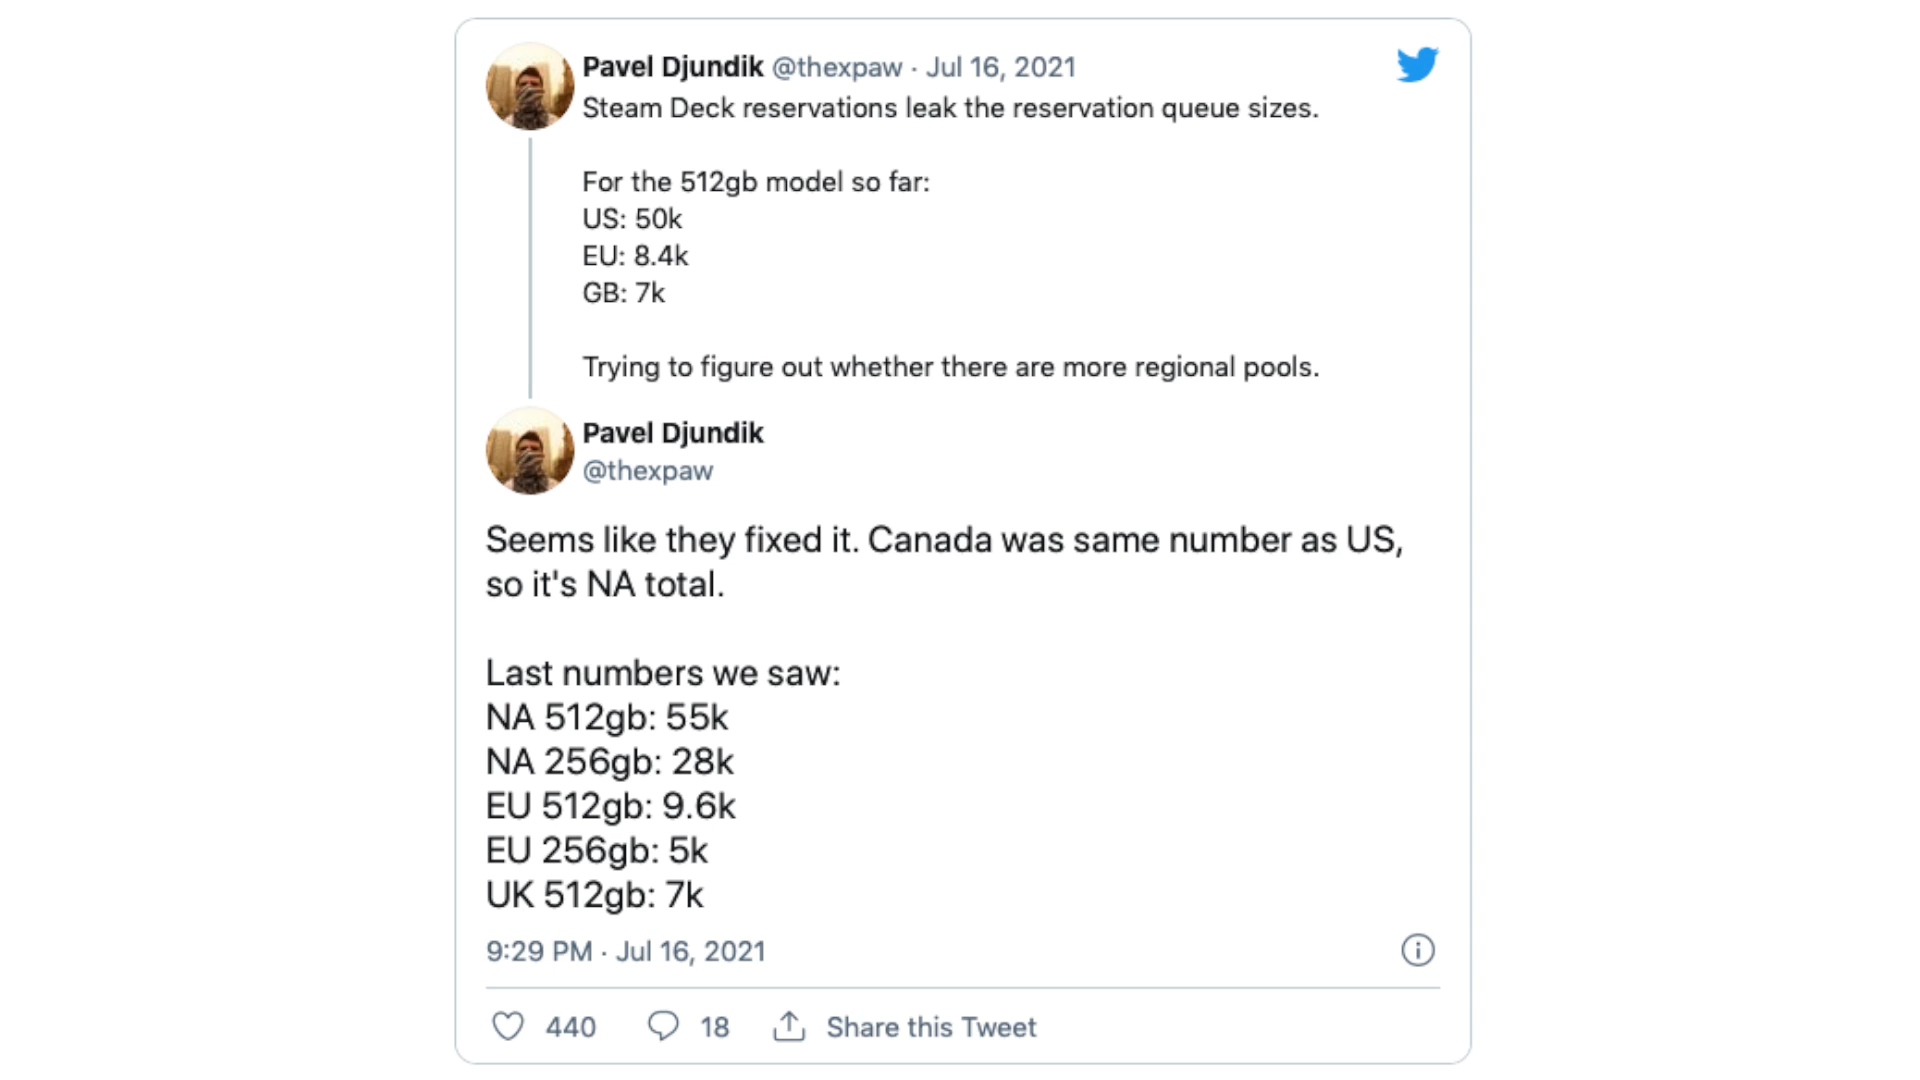 Pavel Djundik @thexpaw · Jul 16, 2021
Steam Deck reservations leak the reservation queue sizes.
For the 512gb model so far:
US: 50k
EU: 8.4k
GB: 7k
Trying to figure out whether there are more regional pools.
Pavel Djundik
@thexpaw
Seems like they fixed it. Canada was same number as US,
so it's NA total.
Last numbers we saw:
NA 512gb: 55k
NA 256gb: 28k
EU 512gb: 9.6k
EU 256gb: 5k
UK 512gb: 7k
9:29 PM · Jul 16, 2021
440 18 Share this Tweet